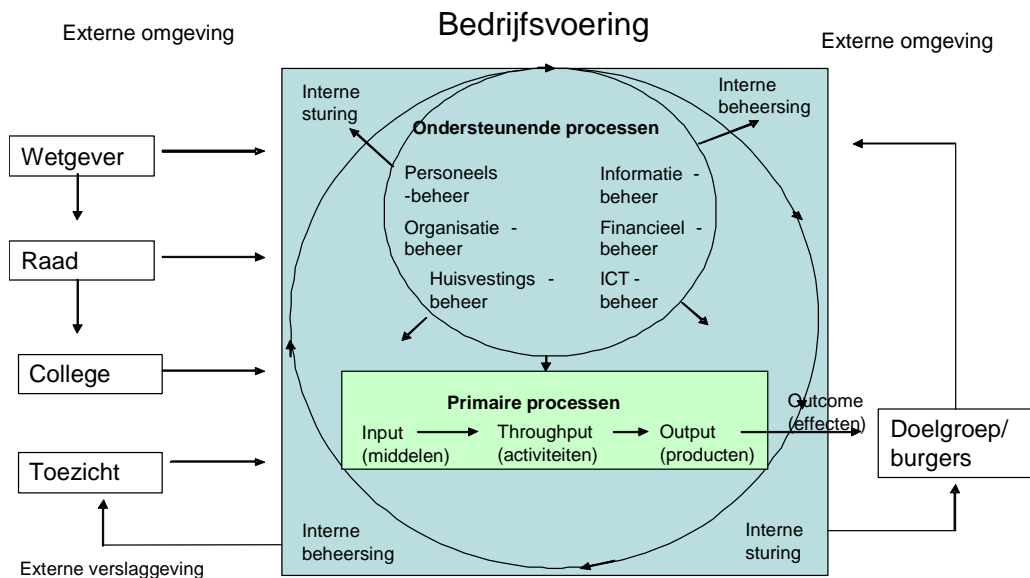 Bedrijfsvoering
Externe omgeving
Externe omgeving
Interne
sturing
Interne
beheersing
Ondersteunende processen
Wetgever
Raad
College
Toezicht
Personeels
-beheer
Organisatie -
beheer
Huisvestings -
beheer
Informatie -
beheer
Financieel -
beheer
ICT -
beheer
Primaire processen
Input
(middelen)
Throughput
(activiteiten)
Output
(producten)
Outcome
(effecten)
Doelgroep/
burgers
Interne
beheersing
Interne
sturing
Externe verslaggeving